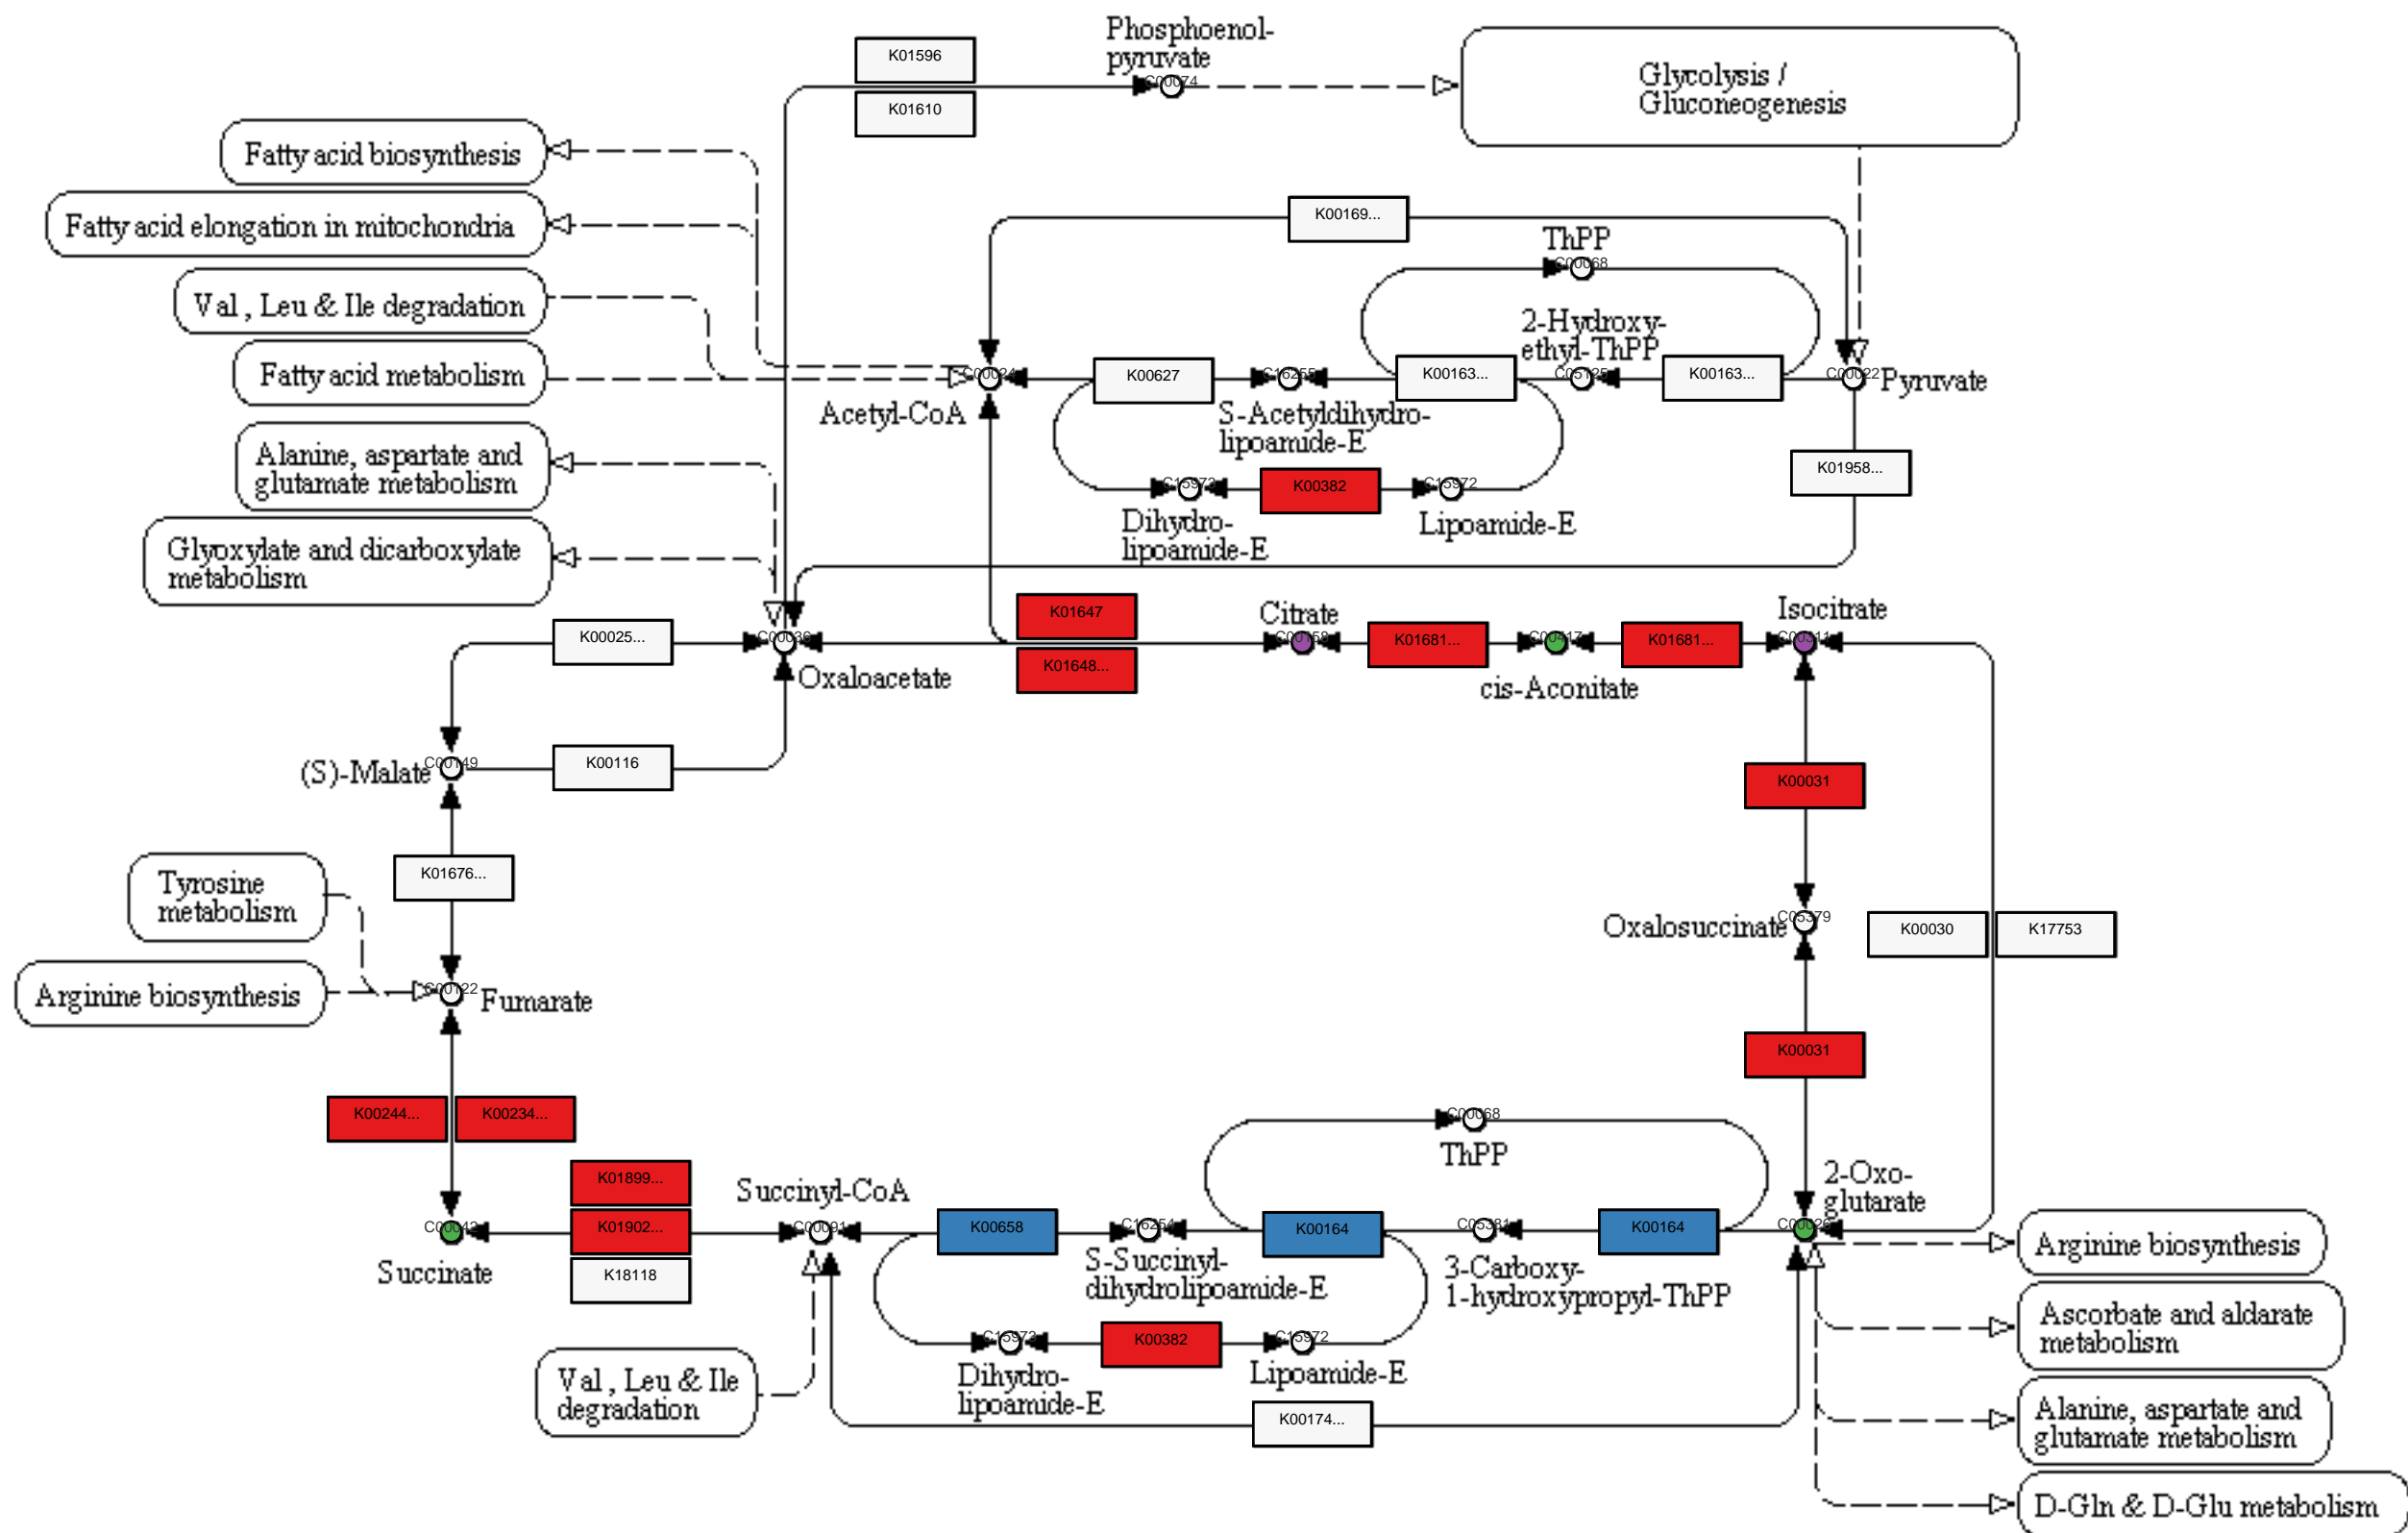 Phosphoenol-
pyruvate
K01596
C00074
K01610
Glycolysis /
Gluconeogenesis
Fatty acid biosynthesis
Fatty acid elongation in mitochondria
K00169...
ThPP
C00068
Val , Leu & Ile degradation
2-Hydroxy-
ethyl-ThPP
Fatty acid metabolism
C00024
K00627
C16255
K00163...
C05125
K00163...
C00022
Pyruvate
Acetyl-CoA
S-Acetyldihydro-
lipoamide-E
Alanine, aspartate and
glutamate metabolism
K01958...
C15973
K00382
C15972
Dihydro-
lipoamide-E
Lipoamide-E
Glyoxylate and dicarboxylate
metabolism
K01647
Citrate
Isocitrate
K00025...
C00036
C00158
K01681...
C00417
K01681...
C00311
K01648...
Oxaloacetate
cis-Aconitate
(S)-Malate
C00149
K00116
K00031
K01676...
Tyrosine
metabolism
Oxalosuccinate
C05379
K00030
K17753
Arginine biosynthesis
C00122
Fumarate
K00031
K00244...
K00234...
C00068
ThPP
K01899...
Succinyl-CoA
2-Oxo-
glutarate
C00042
K01902...
C00091
K00658
C16254
K00164
C05381
K00164
C00026
Succinate
K18118
S-Succinyl-
dihydrolipoamide-E
3-Carboxy-
1-hydroxypropyl-ThPP
Arginine biosynthesis
Ascorbate and aldarate
metabolism
C15973
K00382
C15972
Dihydro-
lipoamide-E
Lipoamide-E
Val , Leu & Ile
degradation
K00174...
Alanine, aspartate and
glutamate metabolism
D-Gln & D-Glu metabolism